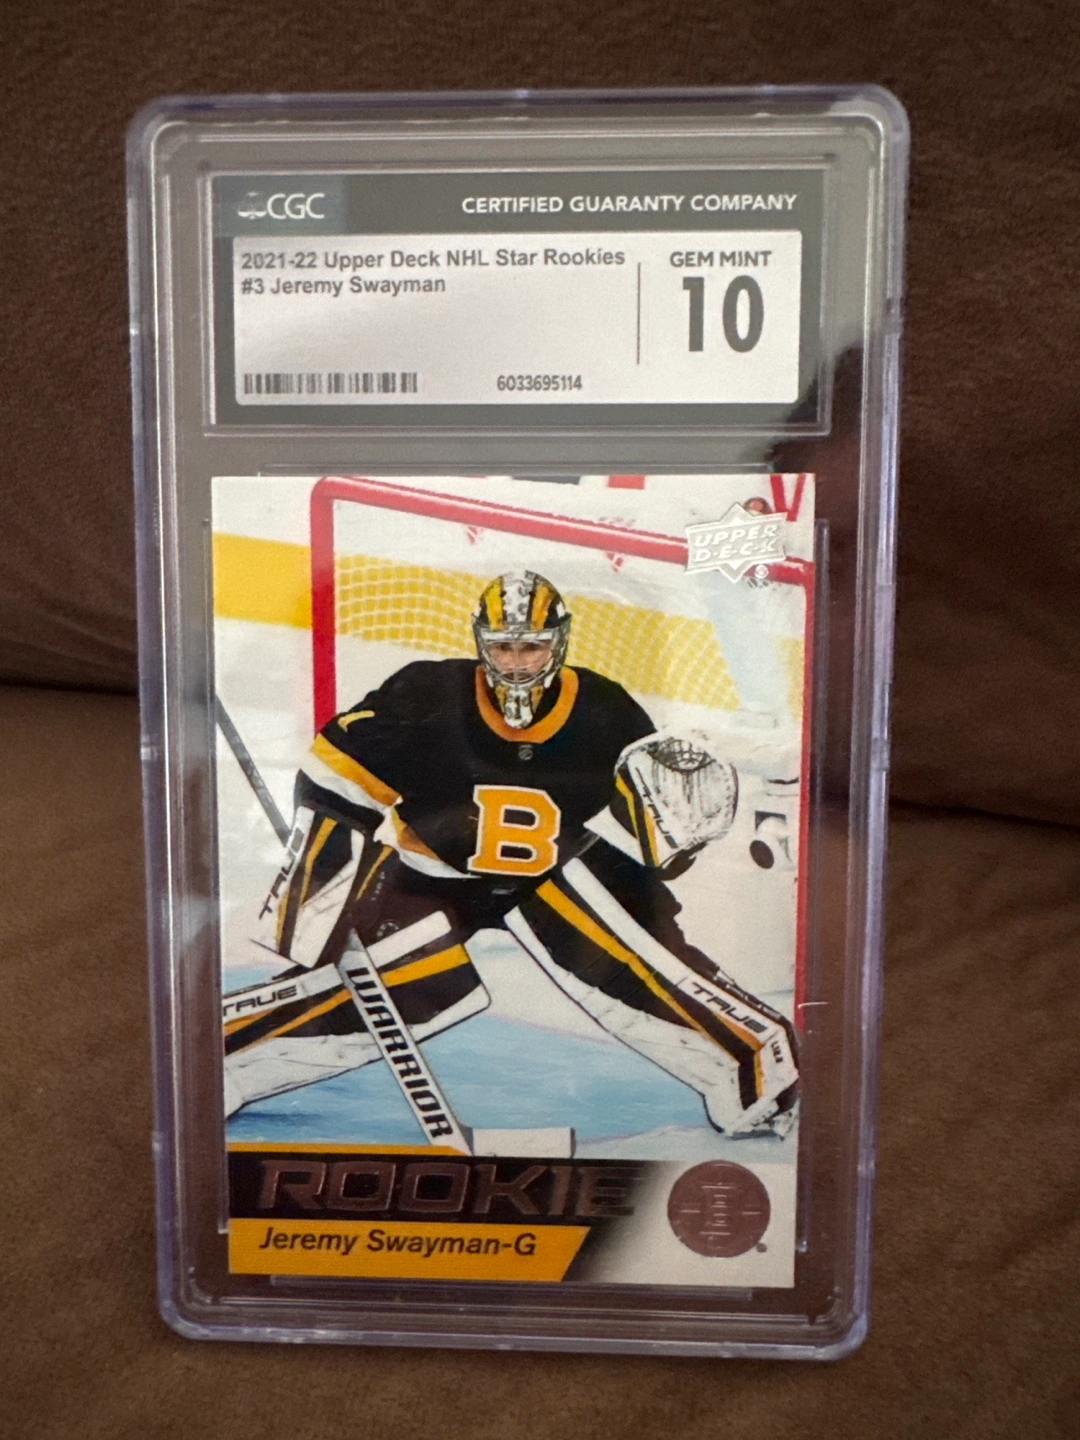 CGC
CERTIFIED GUARANTY COMPANY
2021-22 Upper Deck NHL Star Rookies
#3 Jeremy Swayman
GEM MINT
10
6033695114
UPPER
D·E·C·K
B
TRUE
TRUE
TRUE
TRUE
WARRIOR
ROOKIE
B
Jeremy Swayman-G